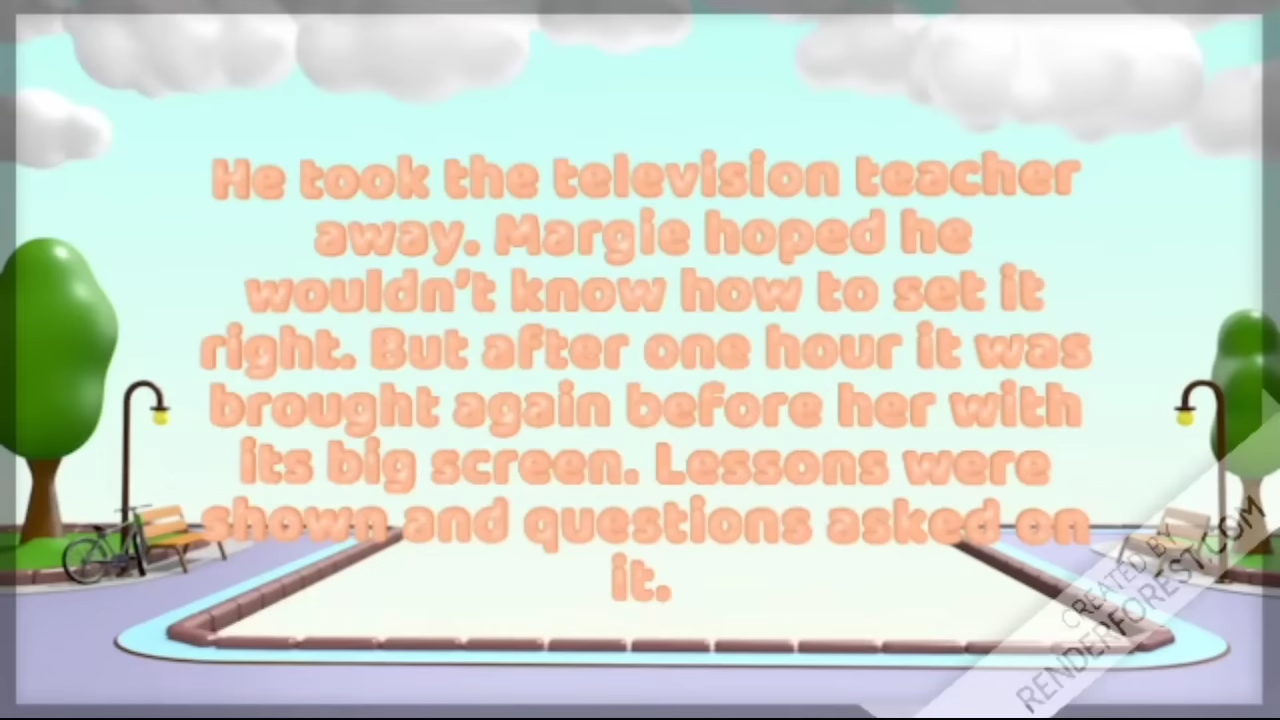 He took the television teacher
away. Margie hoped he
wouldn't know how to set it
right. But after one hour it was
brought again before her with
its big screen. Lessons were
shown and questions asked on
it.
CREATED BY
RENDERFOREST.COM